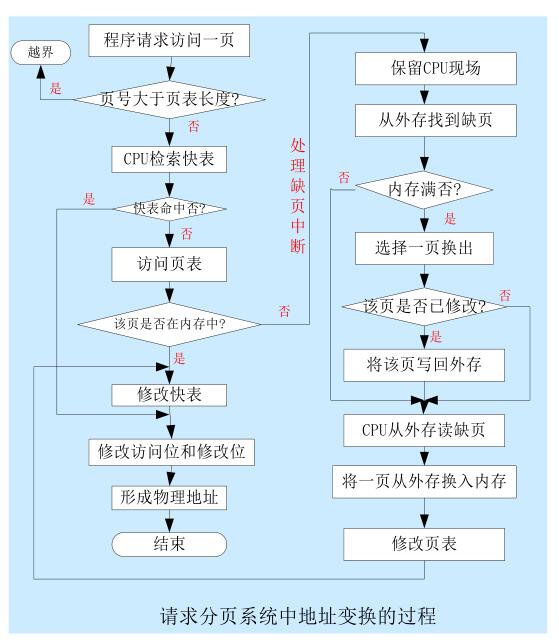 程序请求访问一页
越界
是
页号大于页表长度?
否
CPU检索快表
是
快表命中否?
否
访问页表
该页是否在内存中?
否
是
修改快表
修改访问位和修改位
形成物理地址
结束
处理缺页中断
保留CPU现场
从外存找到缺页
否
内存满否?
是
选择一页换出
该页是否已修改?
否
是
将该页写回外存
CPU从外存读缺页
将一页从外存换入内存
修改页表
请求分页系统中地址变换的过程